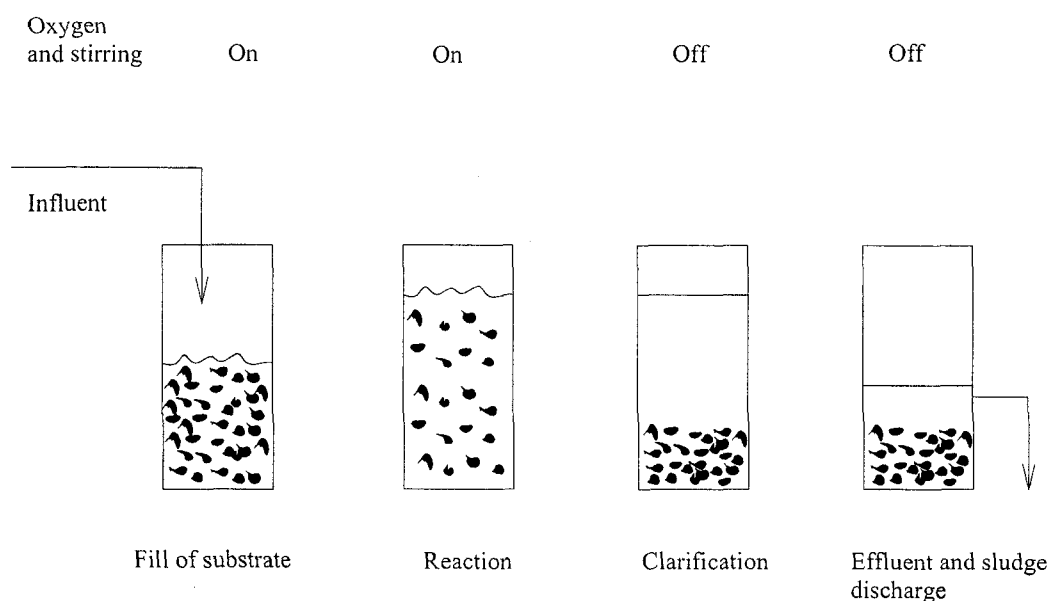 Oxygen
and stirring On On Off Off
Influent
Fill of substrate Reaction Clarification Effluent and sludge
discharge